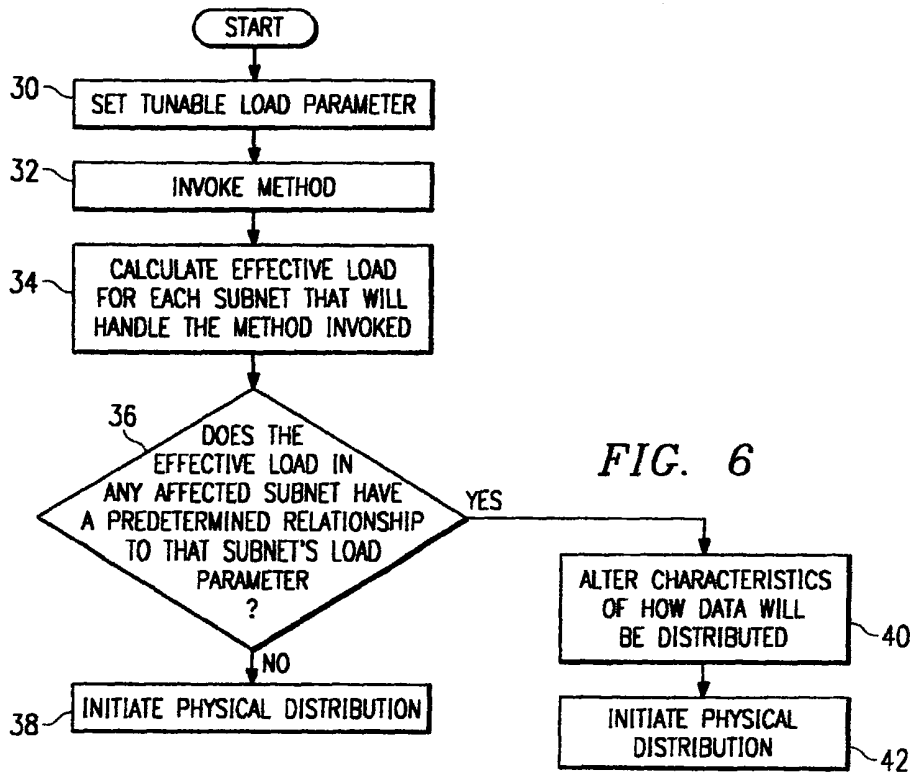 START
30
SET TUNABLE LOAD PARAMETER
32
INVOKE METHOD
34
CALCULATE EFFECTIVE LOAD
FOR EACH SUBNET THAT WILL
HANDLE THE METHOD INVOKED
36
DOES THE
EFFECTIVE LOAD IN
ANY AFFECTED SUBNET HAVE
A PREDETERMINED RELATIONSHIP
TO THAT SUBNET'S LOAD
PARAMETER
?
NO
38
INITIATE PHYSICAL DISTRIBUTION
FIG. 6
YES
ALTER CHARACTERISTICS
OF HOW DATA WILL
BE DISTRIBUTED
40
INITIATE PHYSICAL
DISTRIBUTION
42